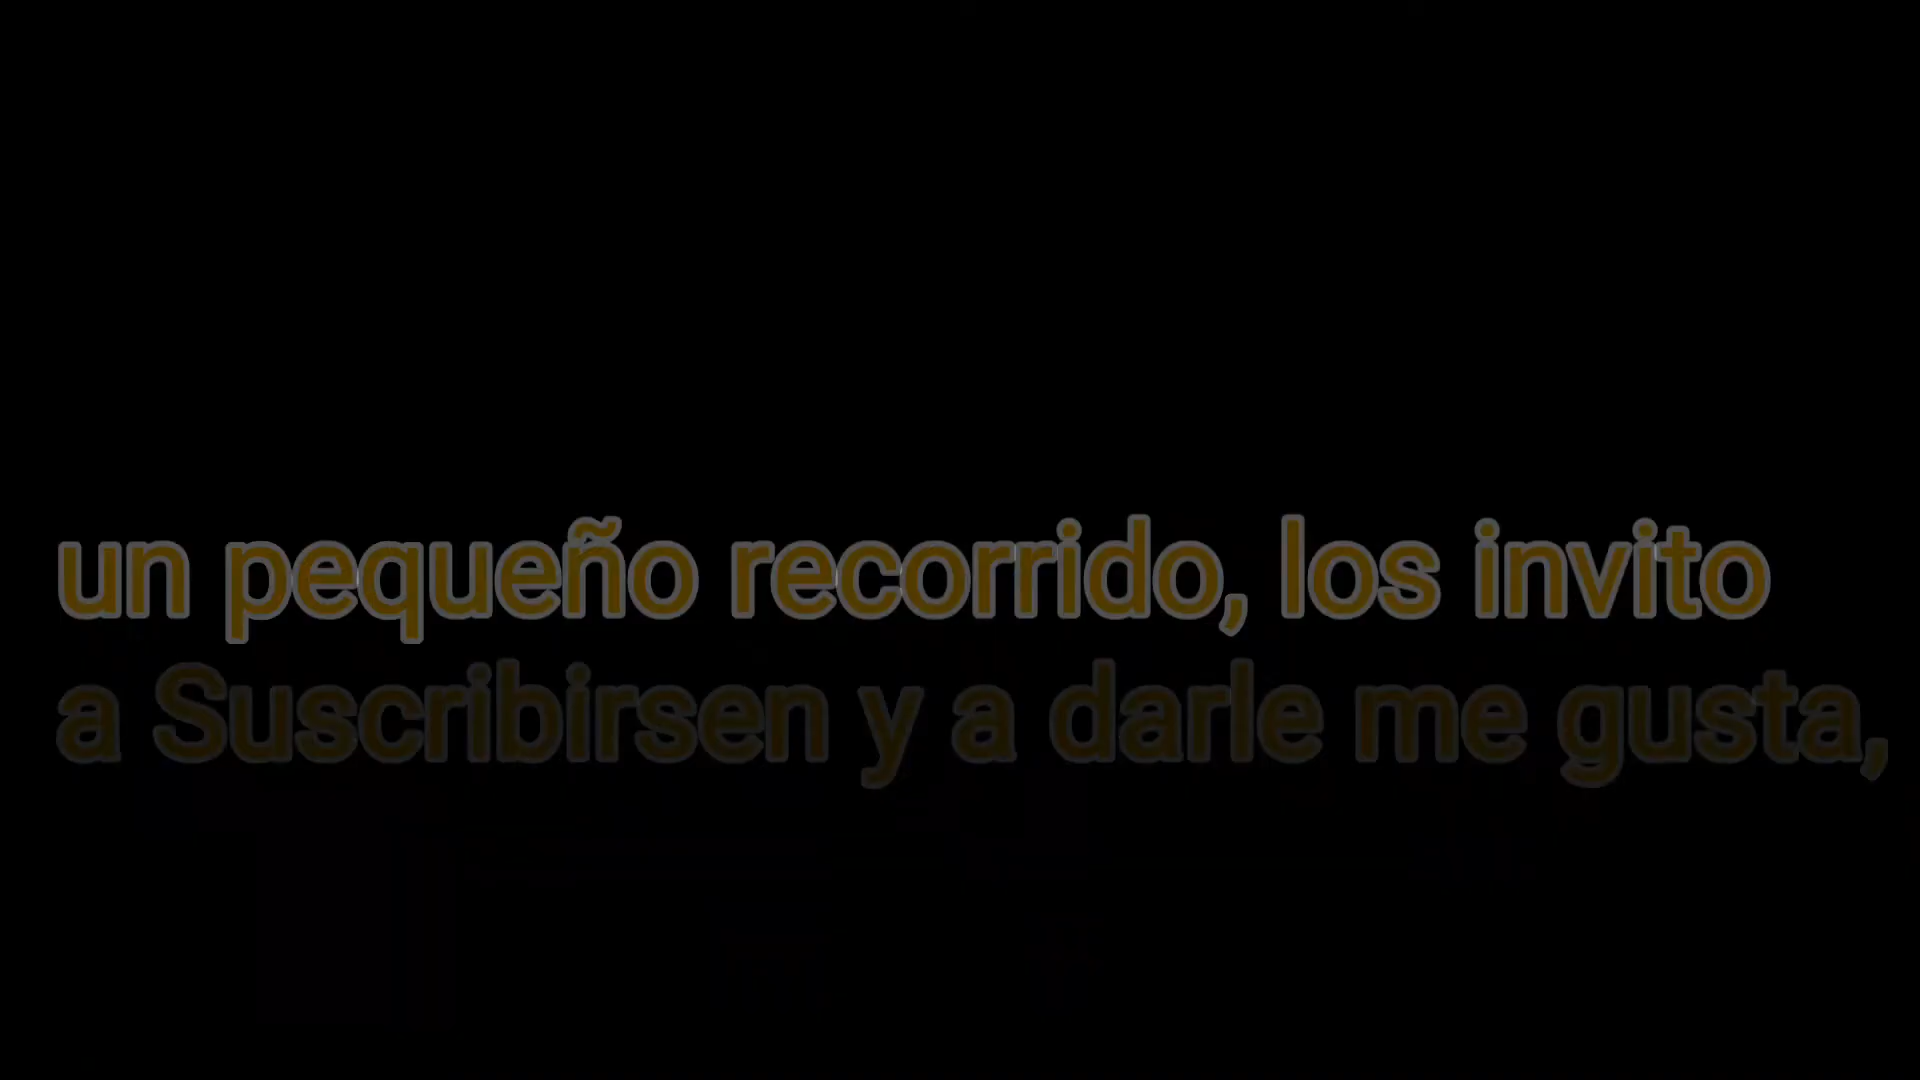 un pequeño recorrido, los invito
a Suscribirsen y a darle me gusta,